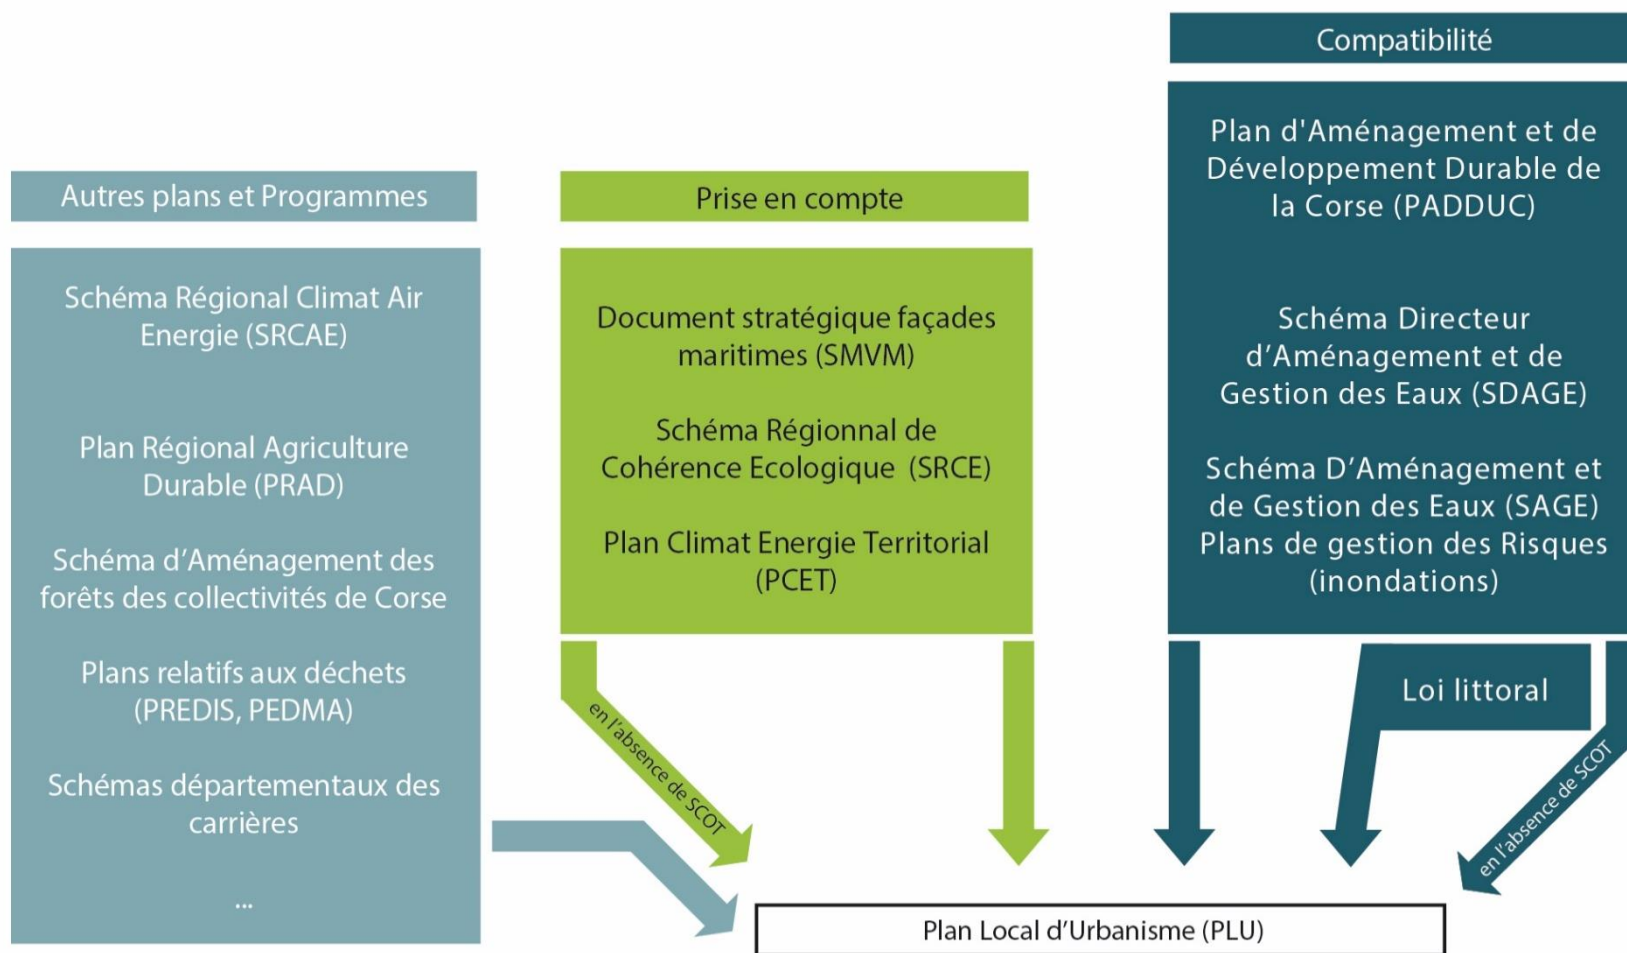 Autres plans et Programmes
Schéma Régional Climat Air
Energie (SRCAE)
Plan Régional Agriculture
Durable (PRAD)
Schéma d’Aménagement des
forêts des collectivités de Corse
Plans relatifs aux déchets
(PREDIS, PEDMA)
Schémas départementaux des
carrières
...
Prise en compte
Document stratégique façades
maritimes (SMVM)
Schéma Régionnal de
Cohérence Ecologique (SRCE)
Plan Climat Energie Territorial
(PCET)
en l’absence de SCOT
Compatibilité
Plan d'Aménagement et de
Développement Durable de
la Corse (PADDUC)
Schéma Directeur
d’Aménagement et de
Gestion des Eaux (SDAGE)
Schéma D’Aménagement et
de Gestion des Eaux (SAGE)
Plans de gestion des Risques
(inondations)
Loi littoral
en l’absence de SCOT
Plan Local d’Urbanisme (PLU)